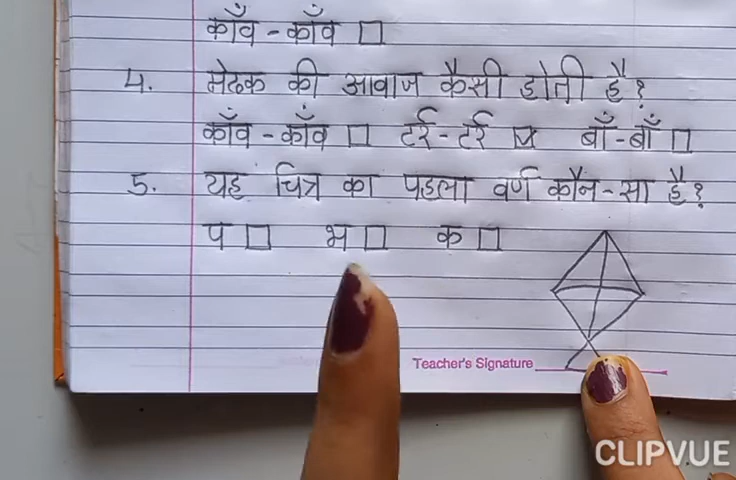 काँव - काँव □
4. मेढक की आवाज कैसी होती है?
काँव - काँव □ टर्र - टर्र ☑ बाँ - बाँ □
5. यह चित्र का पहला वर्ण कौन - सा है?
प □ भ □ क □
Teacher's Signature
CLIPVUE